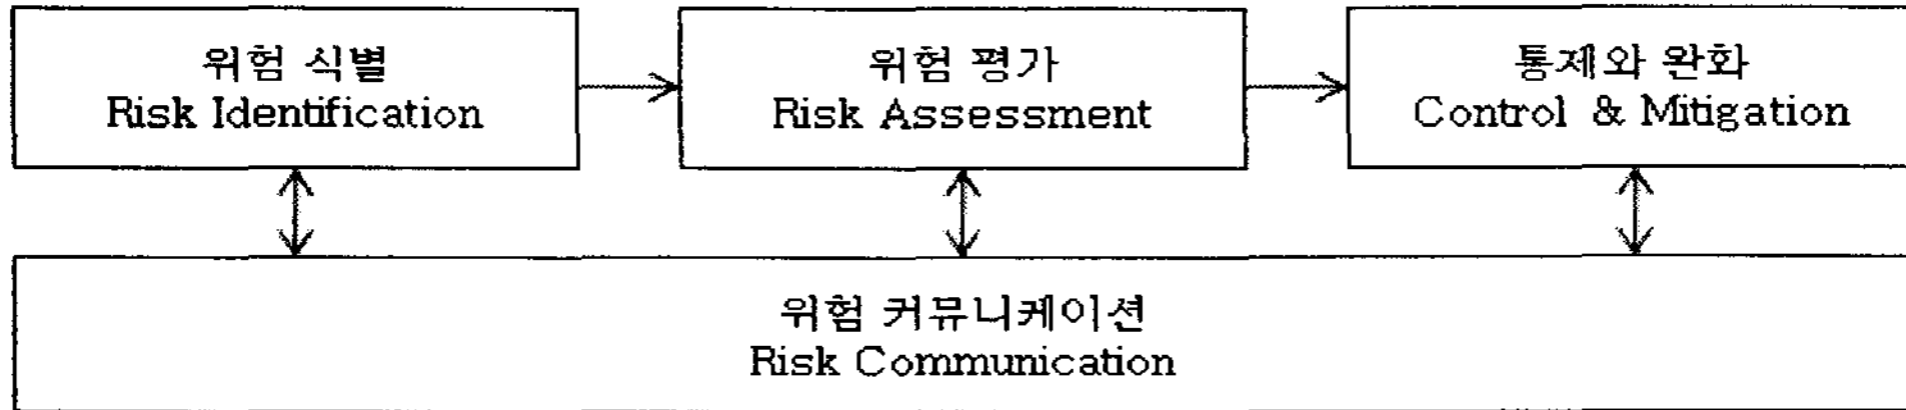 위험 식별
Risk Identification
위험 평가
Risk Assessment
통제와 완화
Control & Mitigation
위험 커뮤니케이션
Risk Communication